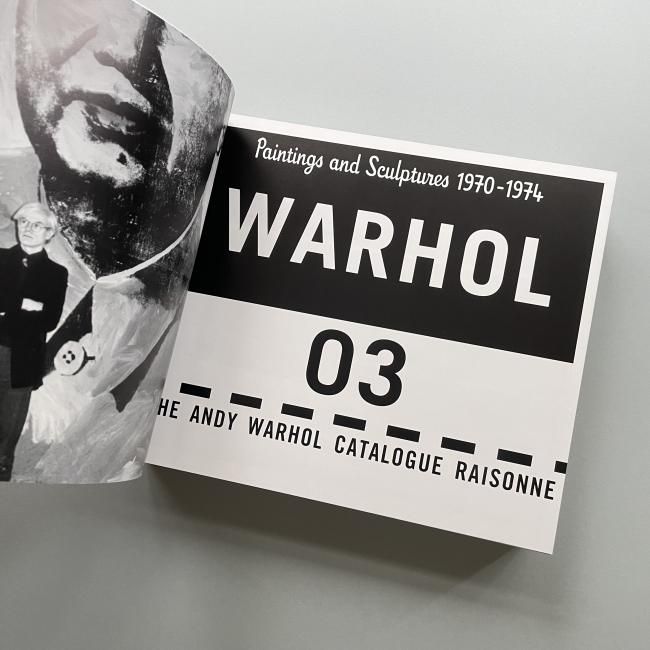 Paintings and Sculptures 1970-1974
WARHOL
03
HE ANDY WARHOL CATALOGUE RAISONNE